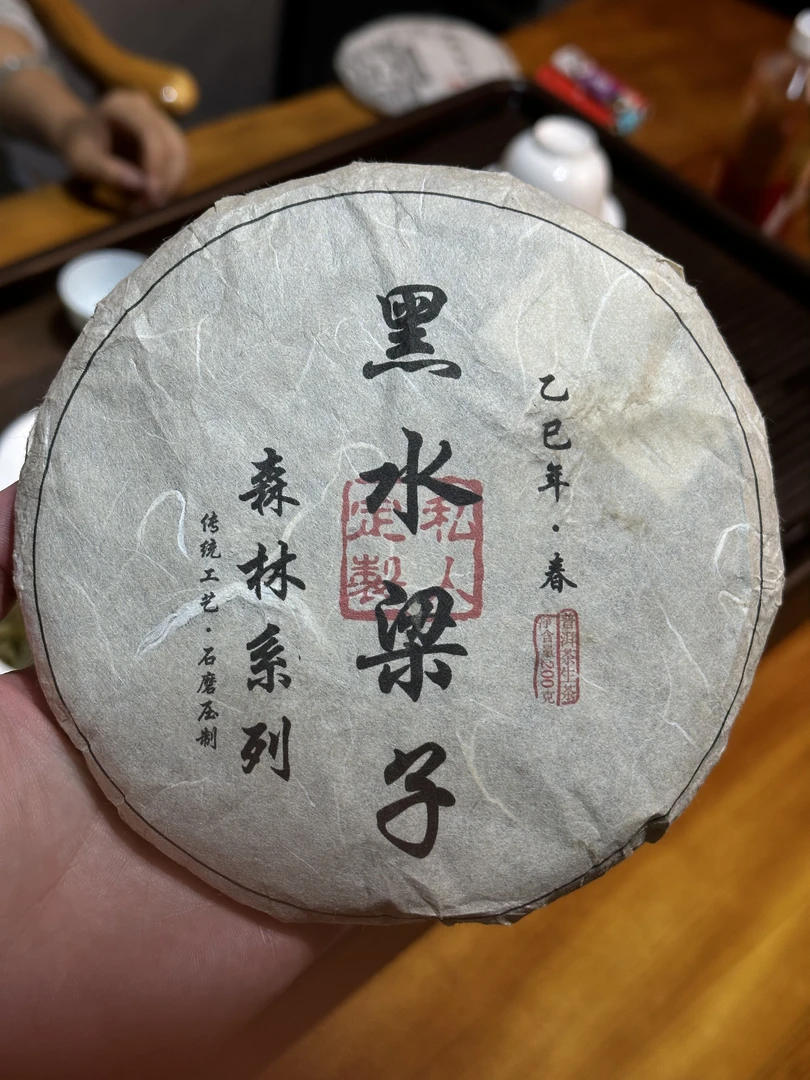 乙巳年·春
普洱茶生茶
净含量200克
黑水梁子
私人
定製
森林系列
传统工艺·石磨压制